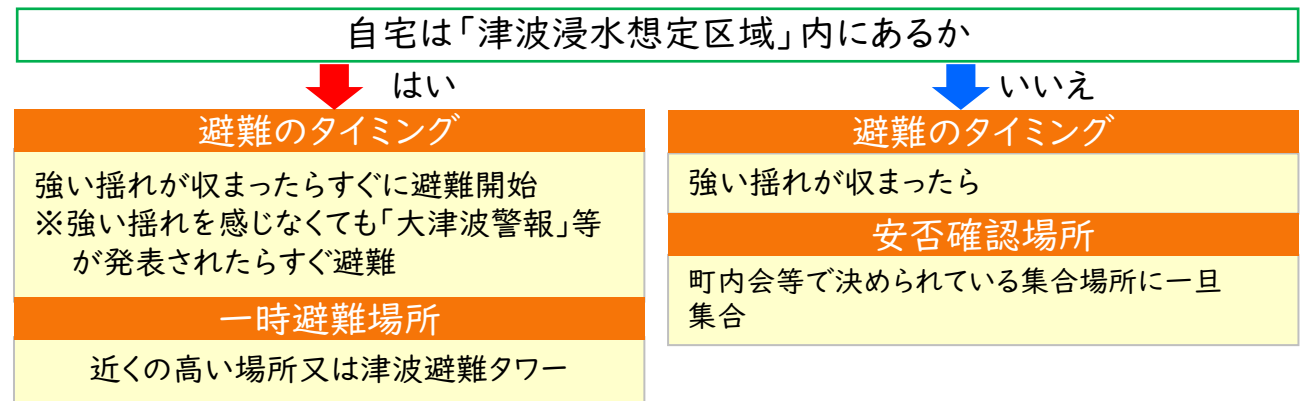 自宅は「津波浸水想定区域」内にあるか
はい
避難のタイミング
強い揺れが収まったらすぐに避難開始
※強い揺れを感じなくても「大津波警報」等
が発表されたらすぐ避難
一時避難場所
近くの高い場所又は津波避難タワー
いいえ
避難のタイミング
強い揺れが収まったら
安否確認場所
町内会等で決められている集合場所に一旦
集合